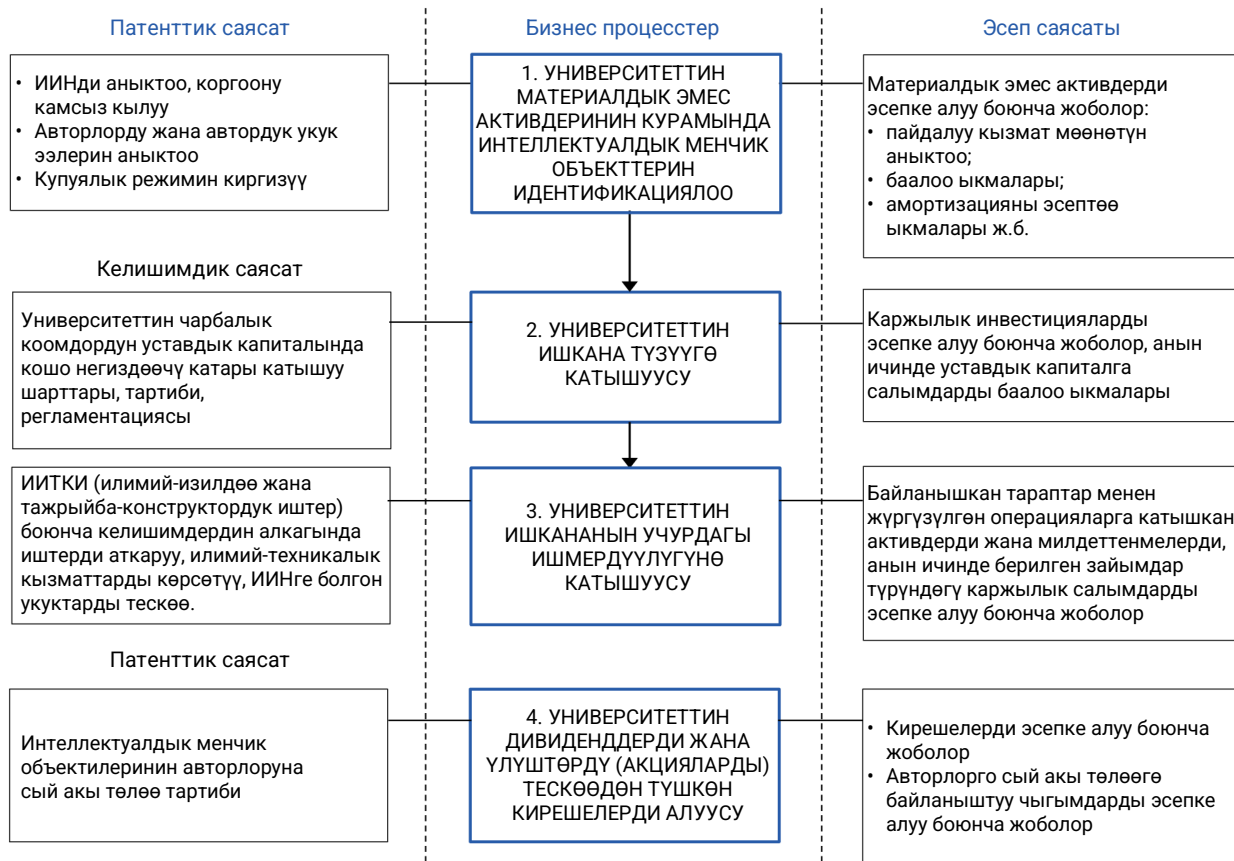 Патенттик саясат
Бизнес процесстер
Эсеп саясаты
• ИИНди аныктоо, коргоону
камсыз кылуу
• Авторлорду жана автордук укук
ээлерин аныктоо
• Купуялык режимин киргизүү
1. УНИВЕРСИТЕТТИН
МАТЕРИАЛДЫК ЭМЕС
АКТИВДЕРИНИН КУРАМЫНДА
ИНТЕЛЛЕКТУАЛДЫК МЕНЧИК
ОБЪЕКТТЕРИН
ИДЕНТИФИКАЦИЯЛОО
Материалдык эмес активдерди
эсепке алуу боюнча жоболор:
• пайдалуу кызмат мөөнөтүн
аныктоо;
• баалоо ыкмалары;
• амортизацияны эсептөө
ыкмалары ж.б.
Келишимдик саясат
Университеттин чарбалык
коомдордун уставдык капиталында
кошо негиздөөчү катары катышуу
шарттары, тартиби,
регламентациясы
2. УНИВЕРСИТЕТТИН
ИШКАНА ТҮЗҮҮГӨ
КАТЫШУУСУ
Каржылык инвестицияларды
эсепке алуу боюнча жоболор, анын
ичинде уставдык капиталга
салымдарды баалоо ыкмалары
ИИТКИ (илимий-изилдөө жана
тажрыйба-конструктордук иштер)
боюнча келишимдердин алкагында
иштерди аткаруу, илимий-техникалык
кызматтарды көрсөтүү, ИИНге болгон
укуктарды тескөө.
3. УНИВЕРСИТЕТТИН
ИШКАНАНЫН УЧУРДАГЫ
ИШМЕРДҮҮЛҮГҮНӨ
КАТЫШУУСУ
Байланышкан тараптар менен
жүргүзүлгөн операцияларга катышкан
активдерди жана милдеттенмелерди,
анын ичинде берилген зайымдар
түрүндөгү каржылык салымдарды
эсепке алуу боюнча жоболор
Патенттик саясат
Интеллектуалдык менчик
объектилеринин авторлоруна
сый акы төлөө тартиби
4. УНИВЕРСИТЕТТИН
ДИВИДЕНДДЕРДИ ЖАНА
ҮЛҮШТӨРДҮ (АКЦИЯЛАРДЫ)
ТЕСКӨӨДӨН ТҮШКӨН
КИРЕШЕЛЕРДИ АЛУУСУ
• Кирешелерди эсепке алуу боюнча
жоболор
• Авторлорго сый акы төлөөгө
байланыштуу чыгымдарды эсепке
алуу боюнча жоболор